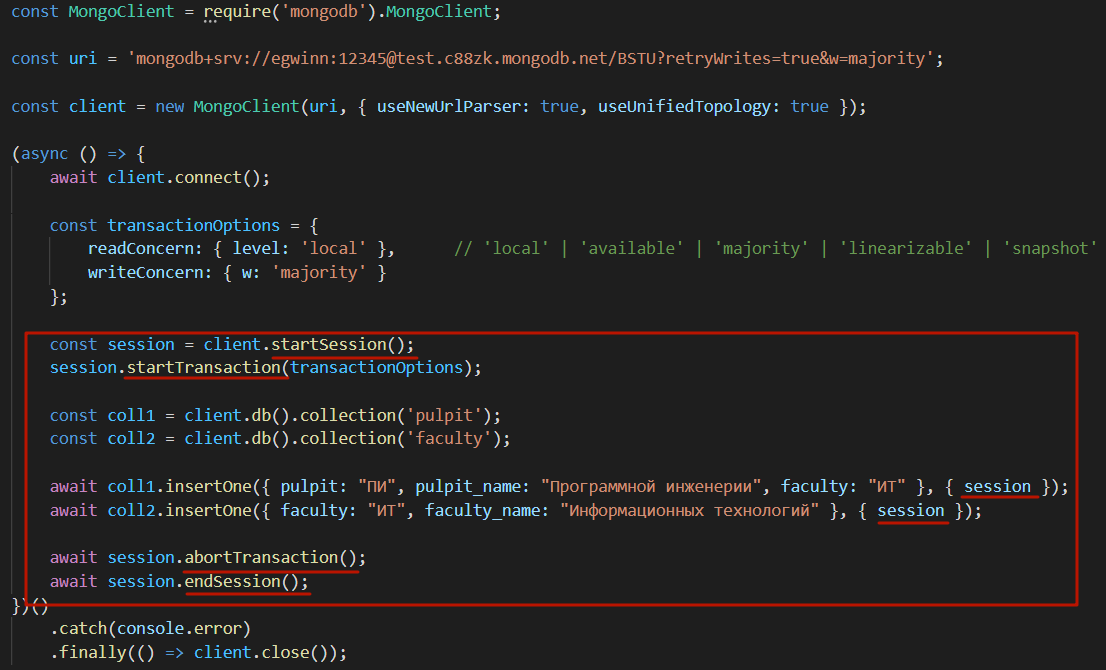 const MongoClient = require('mongodb').MongoClient;
const uri = 'mongodb+srv://egwinn:12345@test.c88zk.mongodb.net/BSTU?retryWrites=true&w=majority';
const client = new MongoClient(uri, { useNewUrlParser: true, useUnifiedTopology: true });
(async () => {
    await client.connect();
    const transactionOptions = {
        readConcern: { level: 'local' },      // 'local' | 'available' | 'majority' | 'linearizable' | 'snapshot'
        writeConcern: { w: 'majority' }
    };
    const session = client.startSession();
    session.startTransaction(transactionOptions);
    const coll1 = client.db().collection('pulpit');
    const coll2 = client.db().collection('faculty');
    await coll1.insertOne({ pulpit: "ПИ", pulpit_name: "Программной инженерии", faculty: "ИТ" }, { session });
    await coll2.insertOne({ faculty: "ИТ", faculty_name: "Информационных технологий" }, { session });
    await session.abortTransaction();
    await session.endSession();
})()
    .catch(console.error)
    .finally(() => client.close());